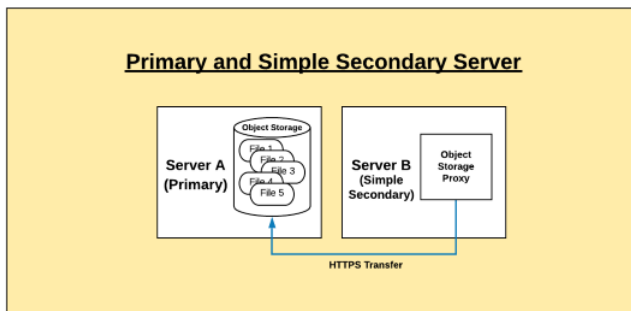 Primary and Simple Secondary Server
Server A
(Primary)
Object Storage
File 1
File 2
File 3
File 4
File 5
Server B
(Simple
Secondary)
Object
Storage
Proxy
HTTPS Transfer